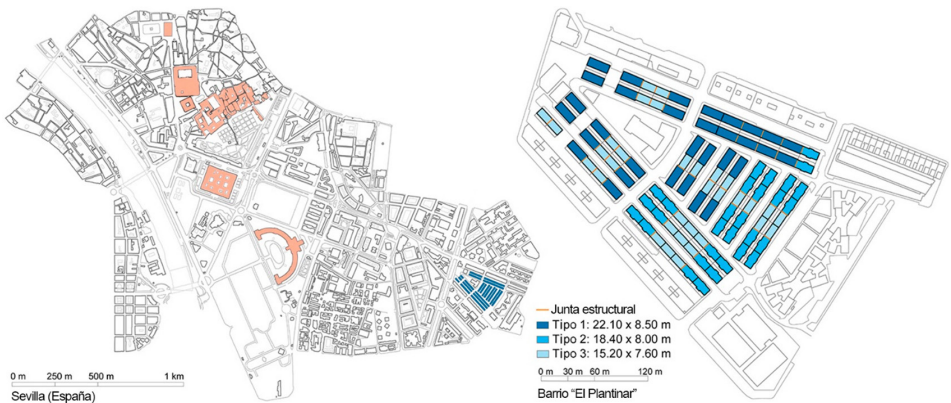 0 m 250 m 500 m 1 km
Sevilla (España)
Junta estructural
Tipo 1: 22.10 x 8.50 m
Tipo 2: 18.40 x 8.00 m
Tipo 3: 15.20 x 7.60 m
0 m 30 m 60 m 120 m
Barrio “El Plantinar”